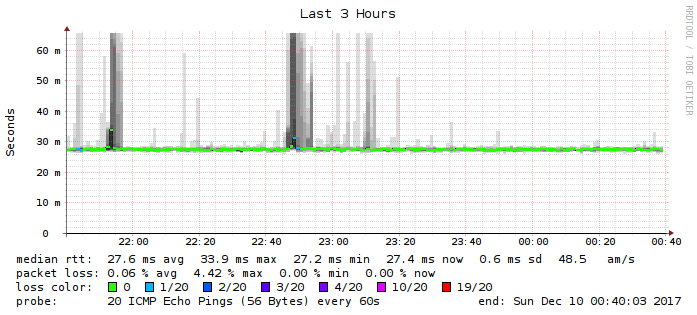 Last 3 Hours
RRDTOOL / TOBI OETIKER
Seconds
60 m
50 m
40 m
30 m
20 m
10 m
0
22:00 22:20 22:40 23:00 23:20 23:40 00:00 00:20 00:40
median rtt: 27.6 ms avg 33.9 ms max 27.2 ms min 27.4 ms now 0.6 ms sd 48.5 am/s
packet loss: 0.06 % avg 4.42 % max 0.00 % min 0.00 % now
loss color: 0 1/20 2/20 3/20 4/20 10/20 19/20
probe: 20 ICMP Echo Pings (56 Bytes) every 60s end: Sun Dec 10 00:40:03 2017